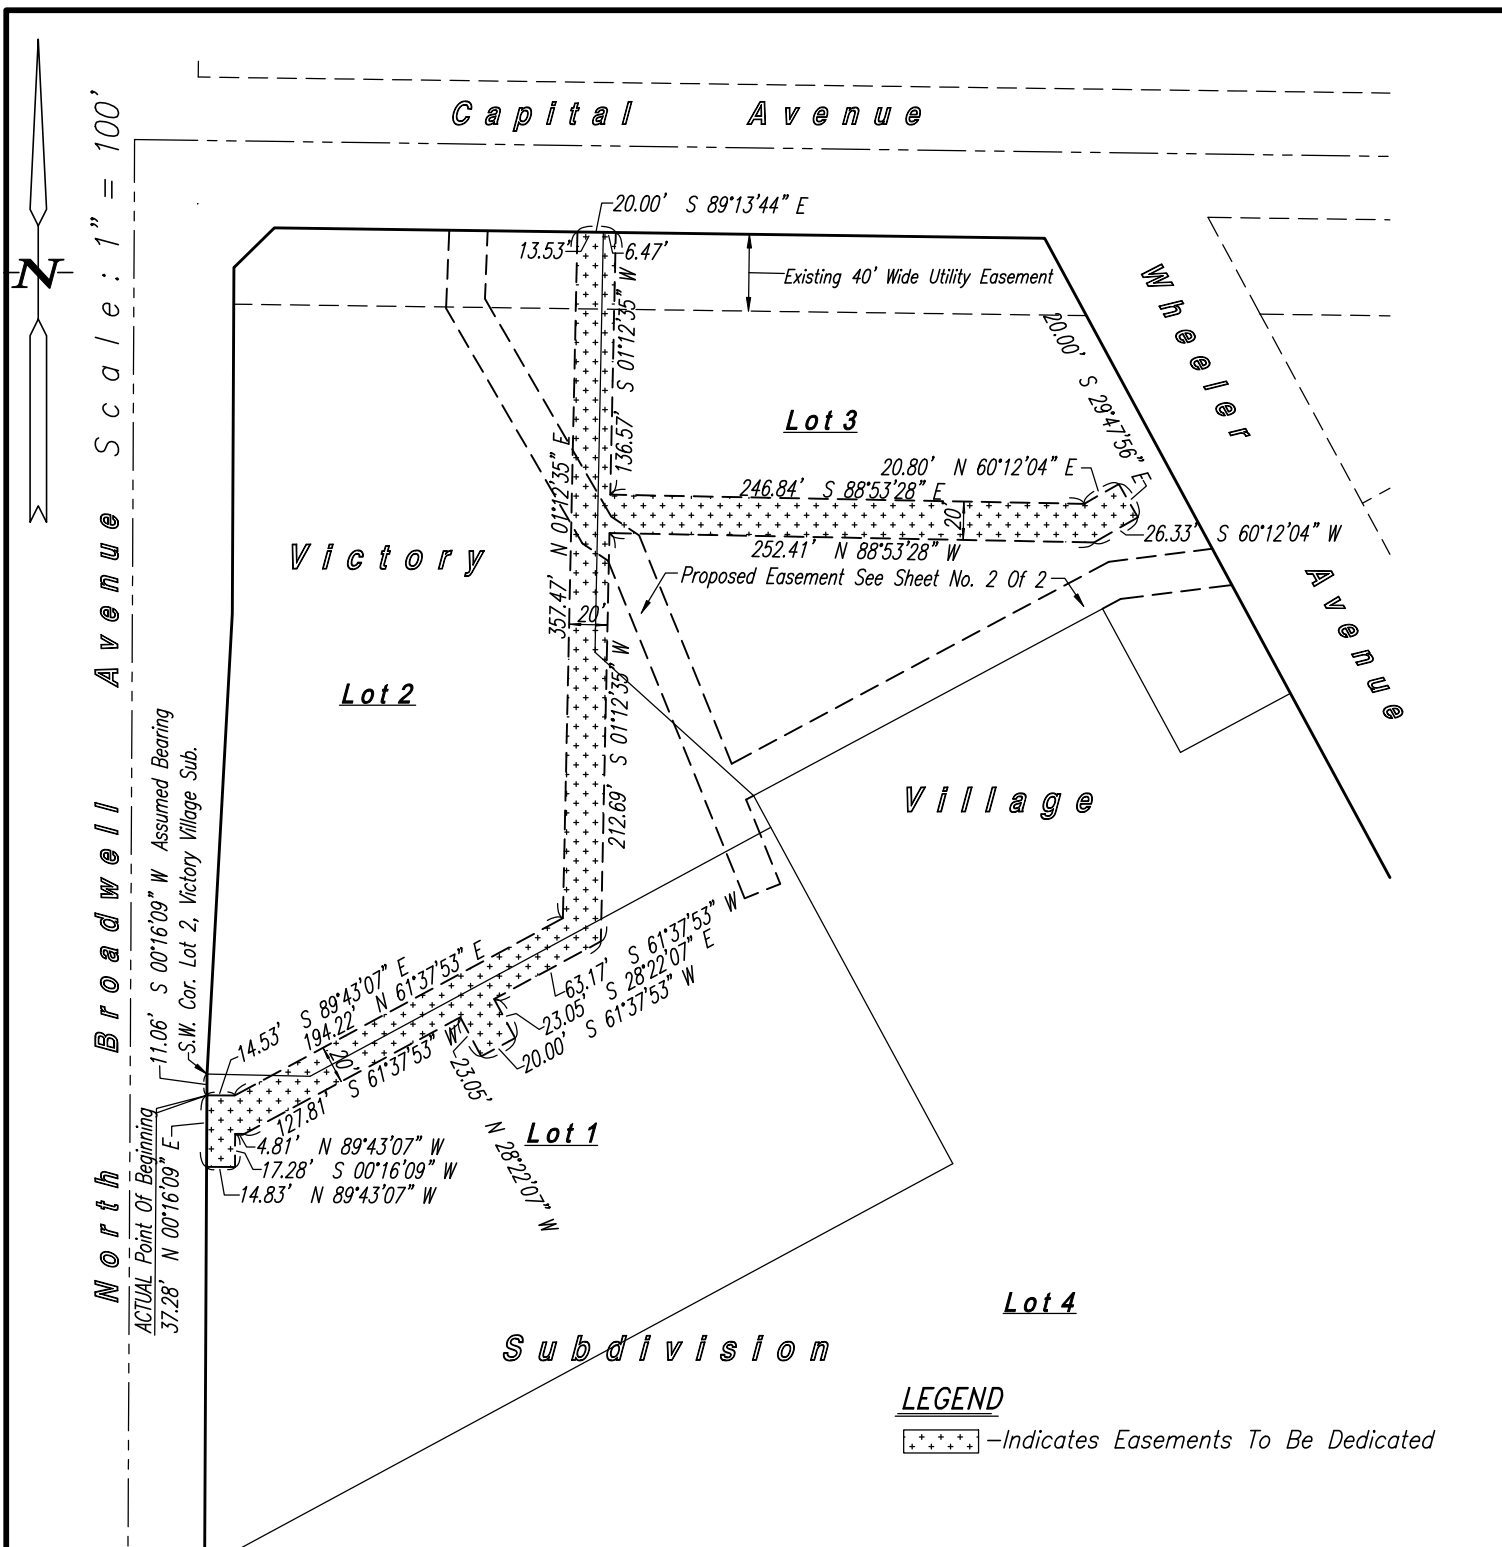 Capital Avenue
Scale: 1" = 100'
N
20.00' S 89°13'44" E
13.53'
6.47'
Existing 40' Wide Utility Easement
Wheeler Avenue
S 01°12'35" W
136.57'
20.00' S 29°47'56" E
Lot 3
20.80' N 60°12'04" E
246.84' S 88°53'28" E
20'
26.33' S 60°12'04" W
252.41' N 88°53'28" W
357.47' N 01°12'35" E
Victory
Proposed Easement See Sheet No. 2 Of 2
20'
Lot 2
212.69' S 01°12'35" W
Village
North Broadwell Avenue
11.06' S 00°16'09" W Assumed Bearing
S.W. Cor. Lot 2, Victory Village Sub.
14.53' S 89°43'07" E
194.22' N 61°37'53" E
63.17' S 61°37'53" W
23.05' S 28°22'07" E
20.00' S 61°37'53" W
20'
127.81' S 61°37'53" W
23.05' N 28°22'07" W
Lot 1
4.81' N 89°43'07" W
17.28' S 00°16'09" W
14.83' N 89°43'07" W
ACTUAL Point Of Beginning
37.28' N 00°16'09" E
Lot 4
Subdivision
LEGEND
-Indicates Easements To Be Dedicated